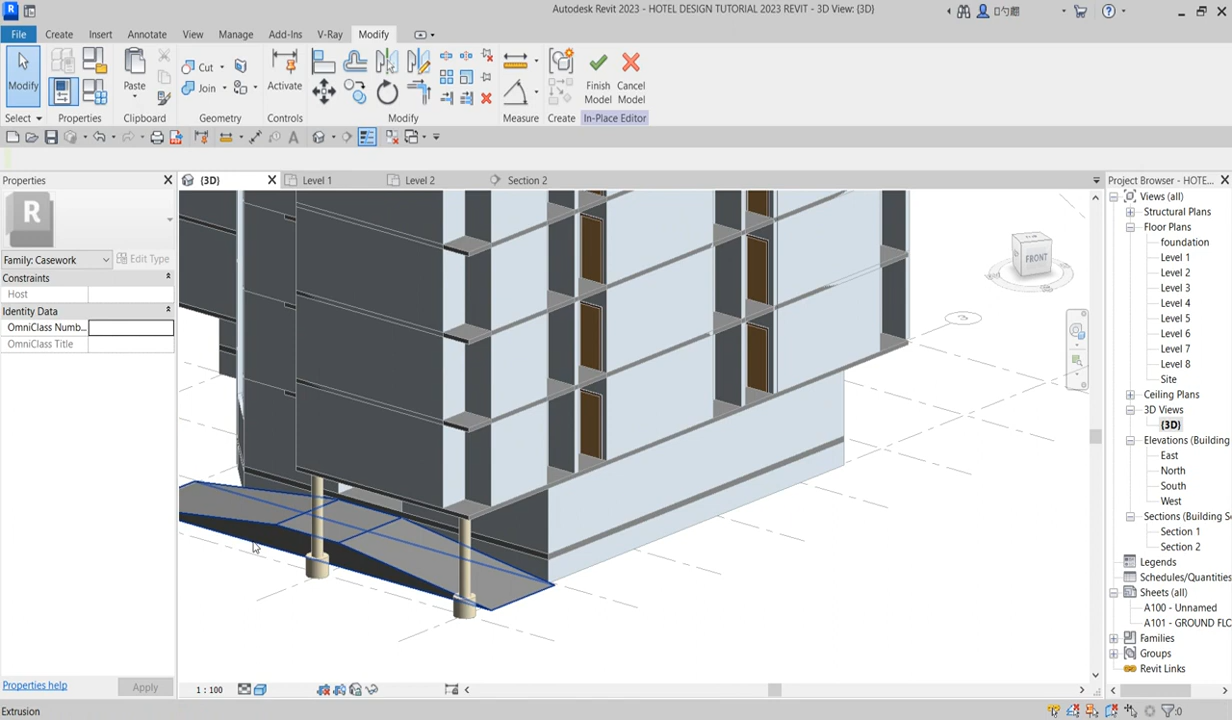 Autodesk Revit 2023 - HOTEL DESIGN TUTORIAL 2023 REVIT - 3D View: {3D}
File Create Insert Annotate View Manage Add-Ins V-Ray Modify
Modify Paste Cut Join Activate Finish Model Cancel Model
Select Properties Clipboard Geometry Controls Modify Measure Create In-Place Editor
Properties
{3D} Level 1 Level 2 Section 2
Project Browser - HOTE...
R
Family: Casework Edit Type
Constraints
Host
Identity Data
OmniClass Numb...
OmniClass Title
FRONT
Views (all)
Structural Plans
Floor Plans
foundation
Level 1
Level 2
Level 3
Level 4
Level 5
Level 6
Level 7
Level 8
Site
Ceiling Plans
3D Views
{3D}
Elevations (Building
East
North
South
West
Sections (Building S
Section 1
Section 2
Legends
Schedules/Quantities
Sheets (all)
A100 - Unnamed
A101 - GROUND FLC
Families
Groups
Revit Links
Properties help Apply
1 : 100
Extrusion
:0